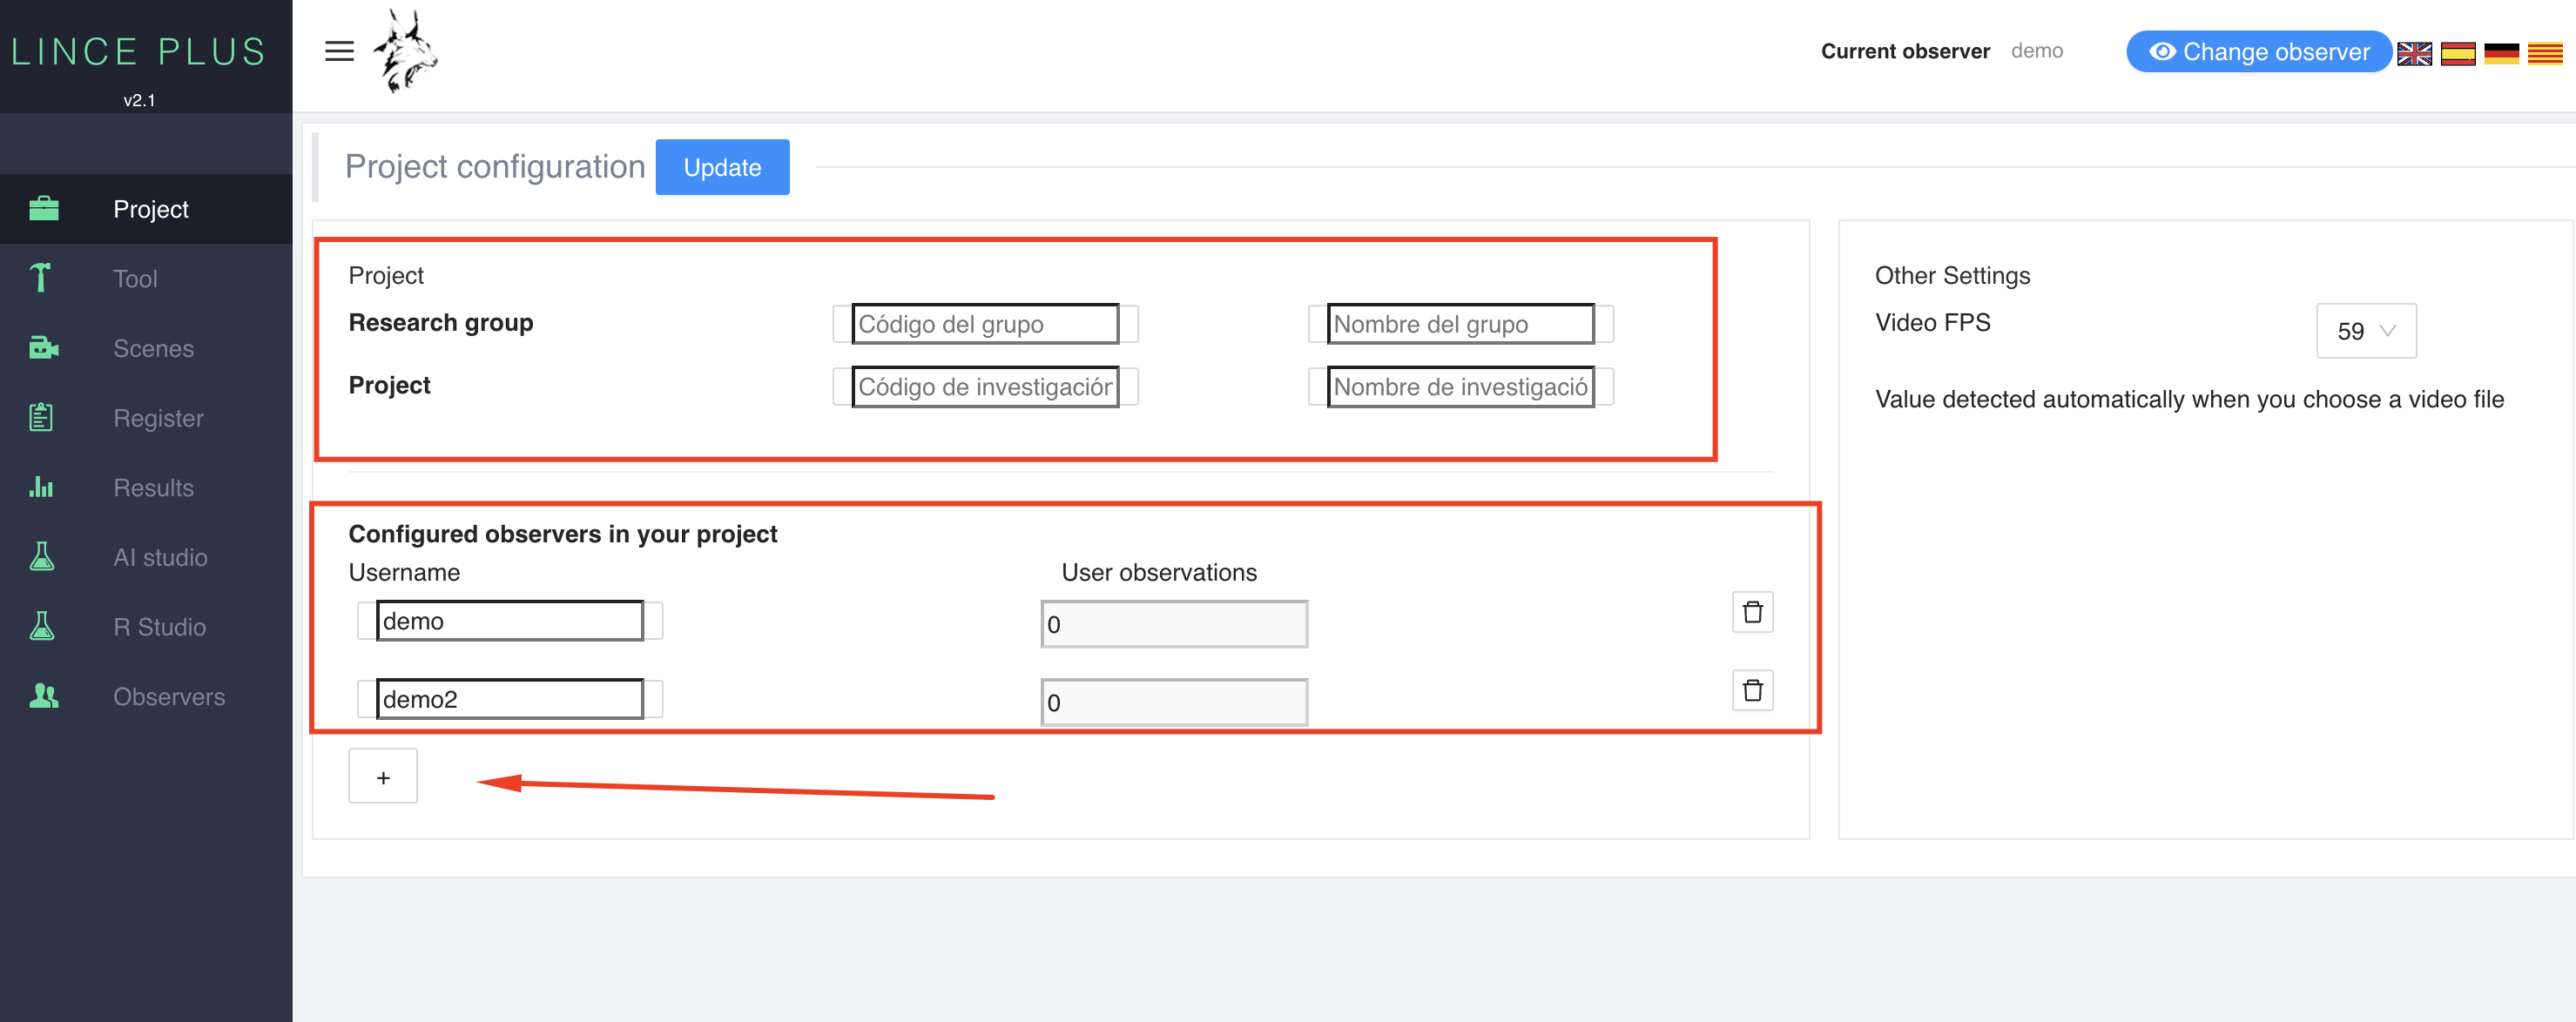 LINCE PLUS
v2.1
Current observer demo Change observer
Project configuration Update
Project
Tool
Scenes
Register
Results
AI studio
R Studio
Observers
Project
Research group Código del grupo Nombre del grupo
Project Código de investigación Nombre de investigació
Configured observers in your project
Username User observations
demo 0
demo2 0
+
Other Settings
Video FPS 59
Value detected automatically when you choose a video file